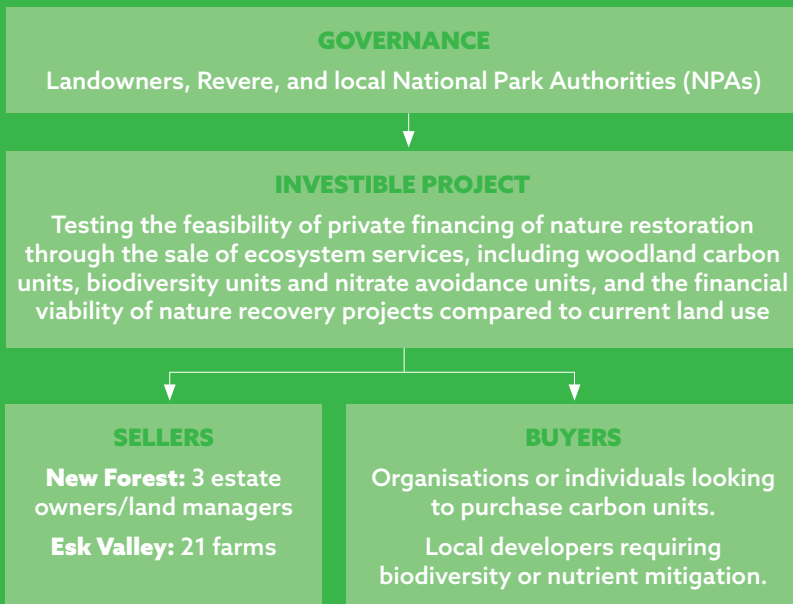 GOVERNANCE
Landowners, Revere, and local National Park Authorities (NPAs)
INVESTIBLE PROJECT
Testing the feasibility of private financing of nature restoration
through the sale of ecosystem services, including woodland carbon
units, biodiversity units and nitrate avoidance units, and the financial
viability of nature recovery projects compared to current land use
SELLERS
New Forest: 3 estate
owners/land managers
Esk Valley: 21 farms
BUYERS
Organisations or individuals looking
to purchase carbon units.
Local developers requiring
biodiversity or nutrient mitigation.